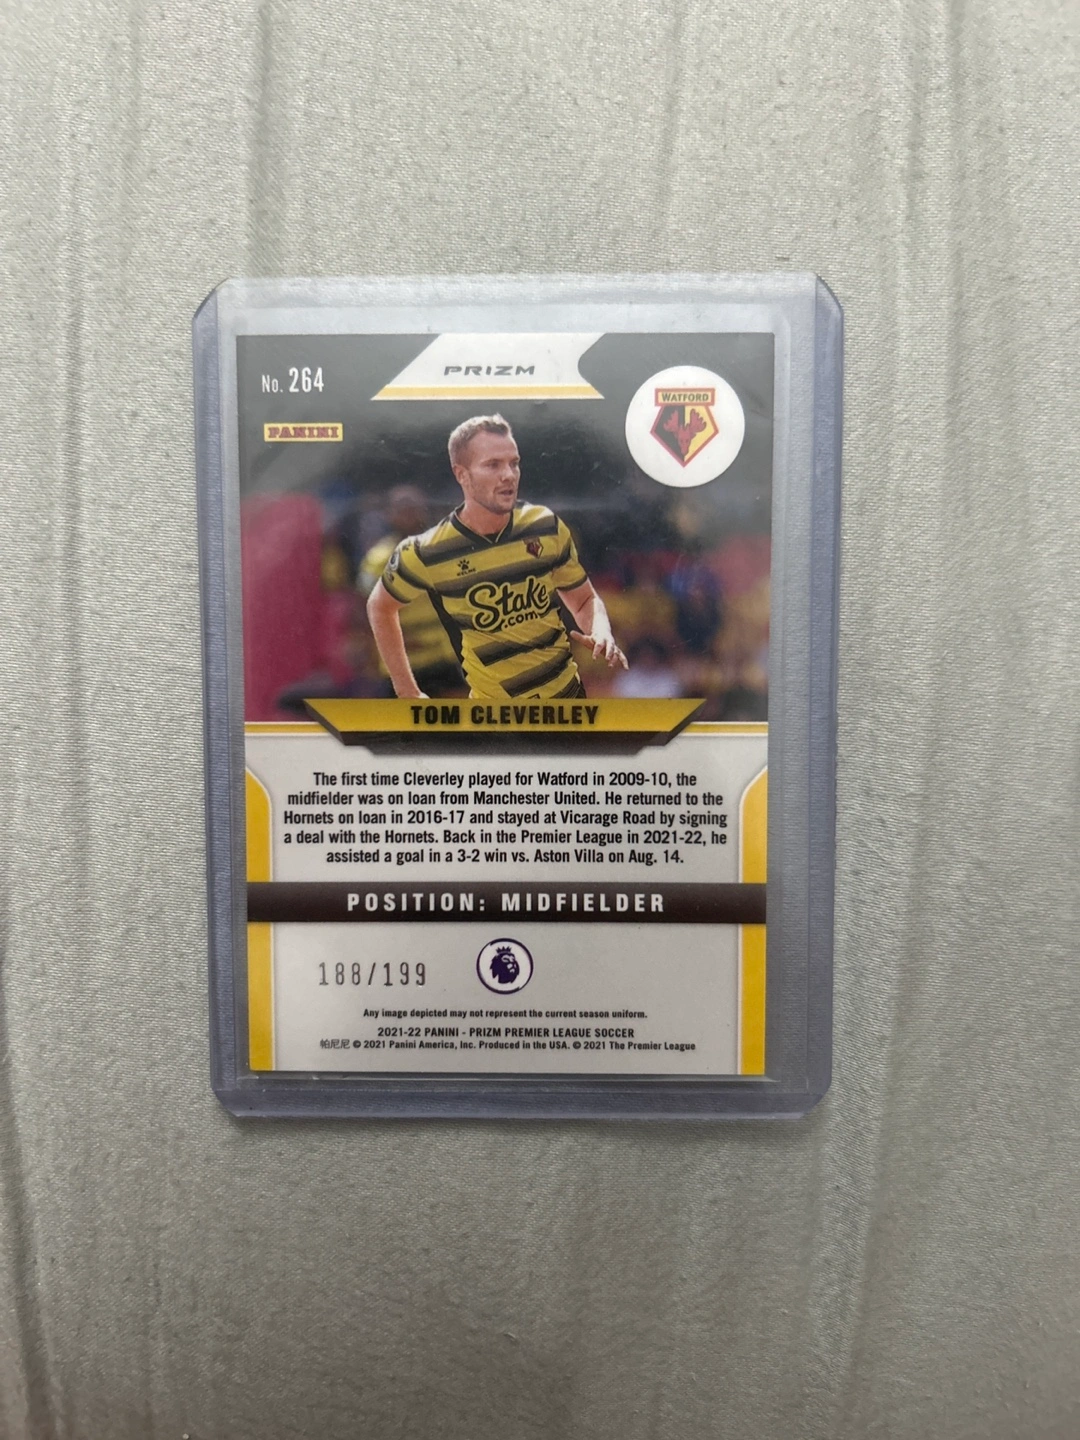 No. 264
PRIZM
PANINI
WATFORD
KELME
Stake
.com
TOM CLEVERLEY
The first time Cleverley played for Watford in 2009-10, the
midfielder was on loan from Manchester United. He returned to the
Hornets on loan in 2016-17 and stayed at Vicarage Road by signing
a deal with the Hornets. Back in the Premier League in 2021-22, he
assisted a goal in a 3-2 win vs. Aston Villa on Aug. 14.
POSITION: MIDFIELDER
188/199
Any image depicted may not represent the current season uniform.
2021-22 PANINI - PRIZM PREMIER LEAGUE SOCCER
帕尼尼 © 2021 Panini America, Inc. Produced in the USA. © 2021 The Premier League